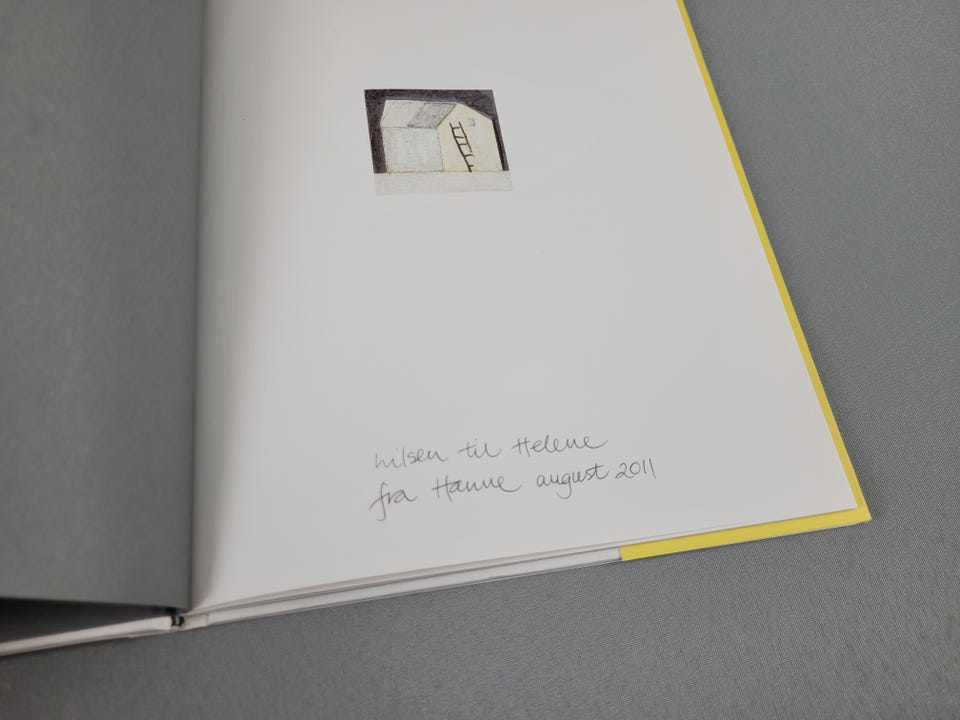 hilsen til Helene
fra Hanne august 2011